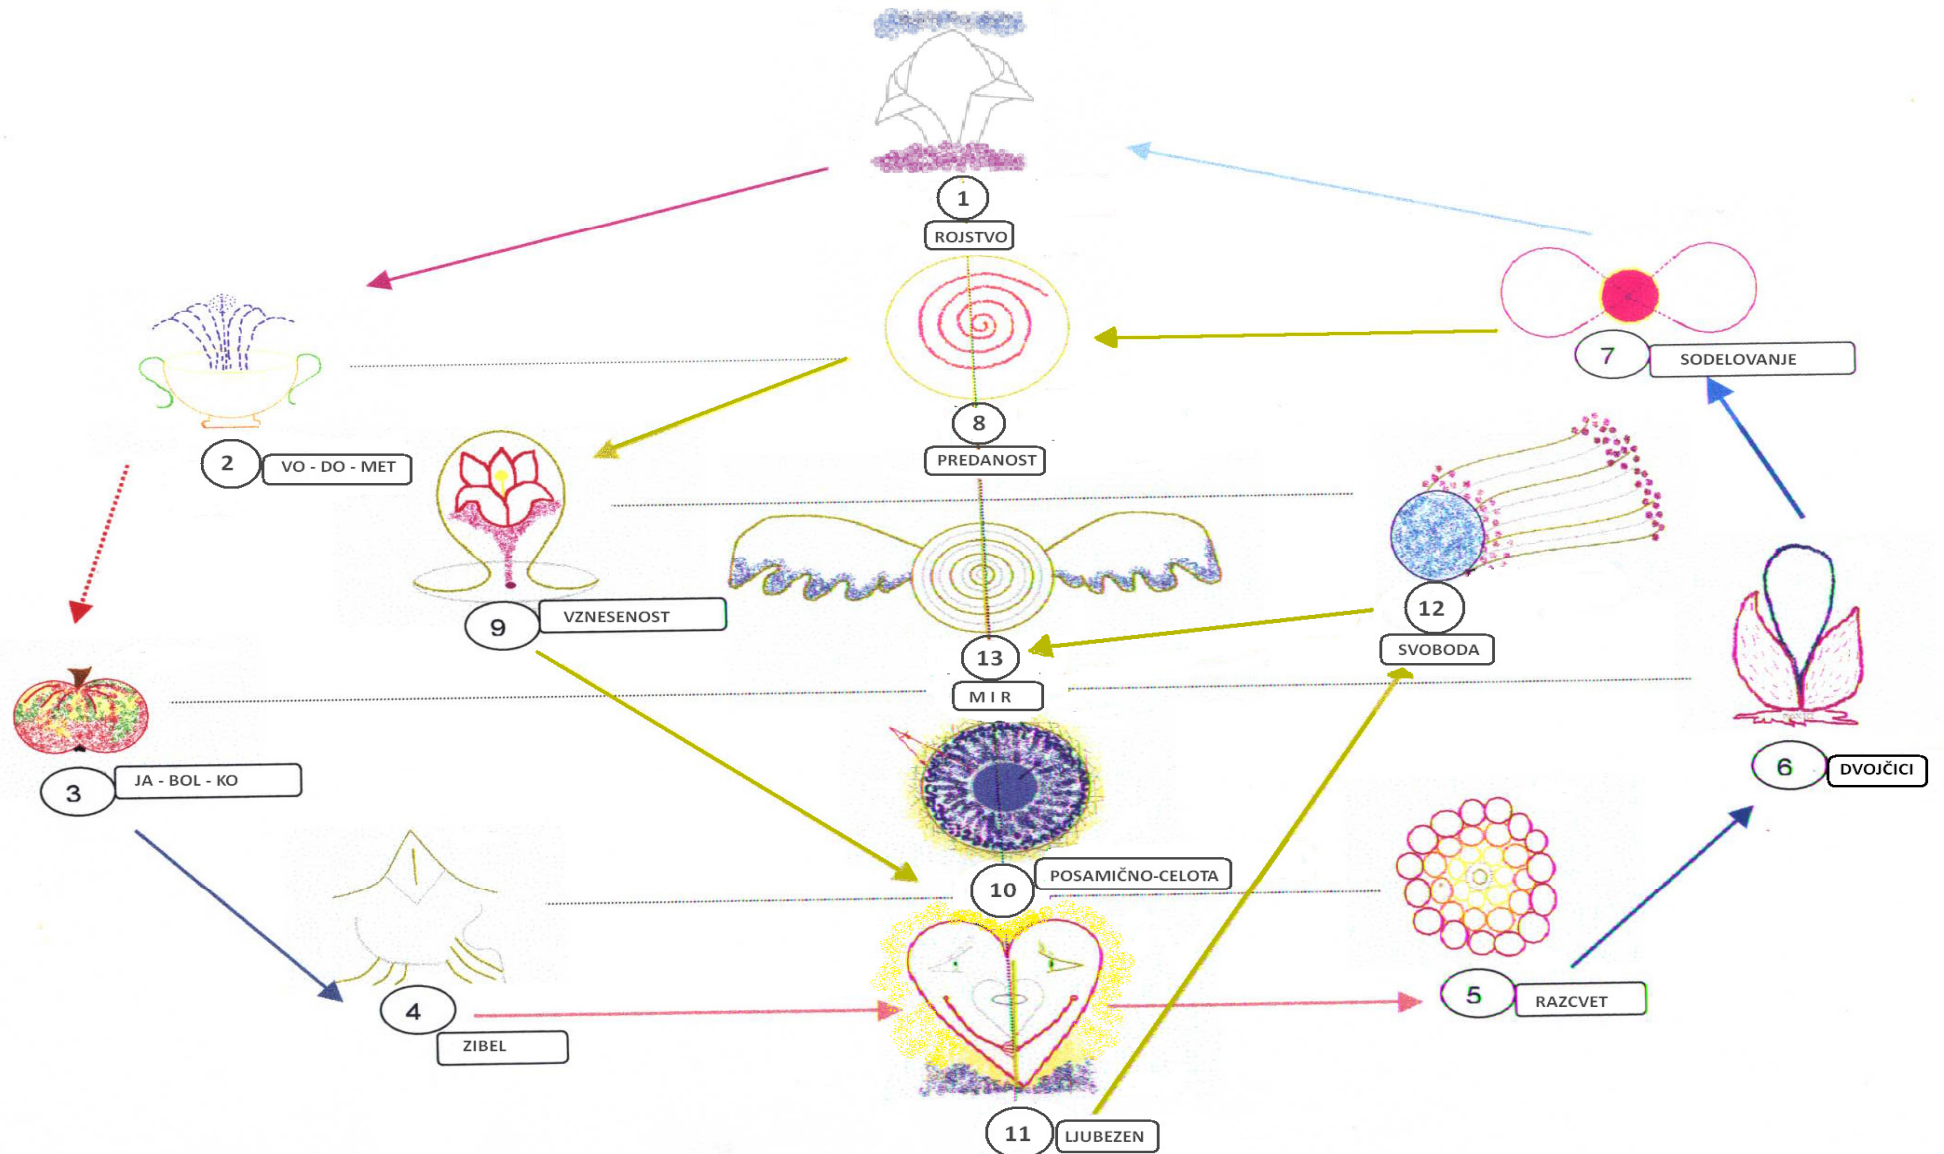 1
ROJSTVO
2
VO - DO - MET
3
JA - BOL - KO
4
ZIBEL
5
RAZCVET
6
DVOJČICI
7
SODELOVANJE
8
PREDANOST
9
VZNESENOST
10
POSAMIČNO-CELOTA
11
LJUBEZEN
12
SVOBODA
13
M I R